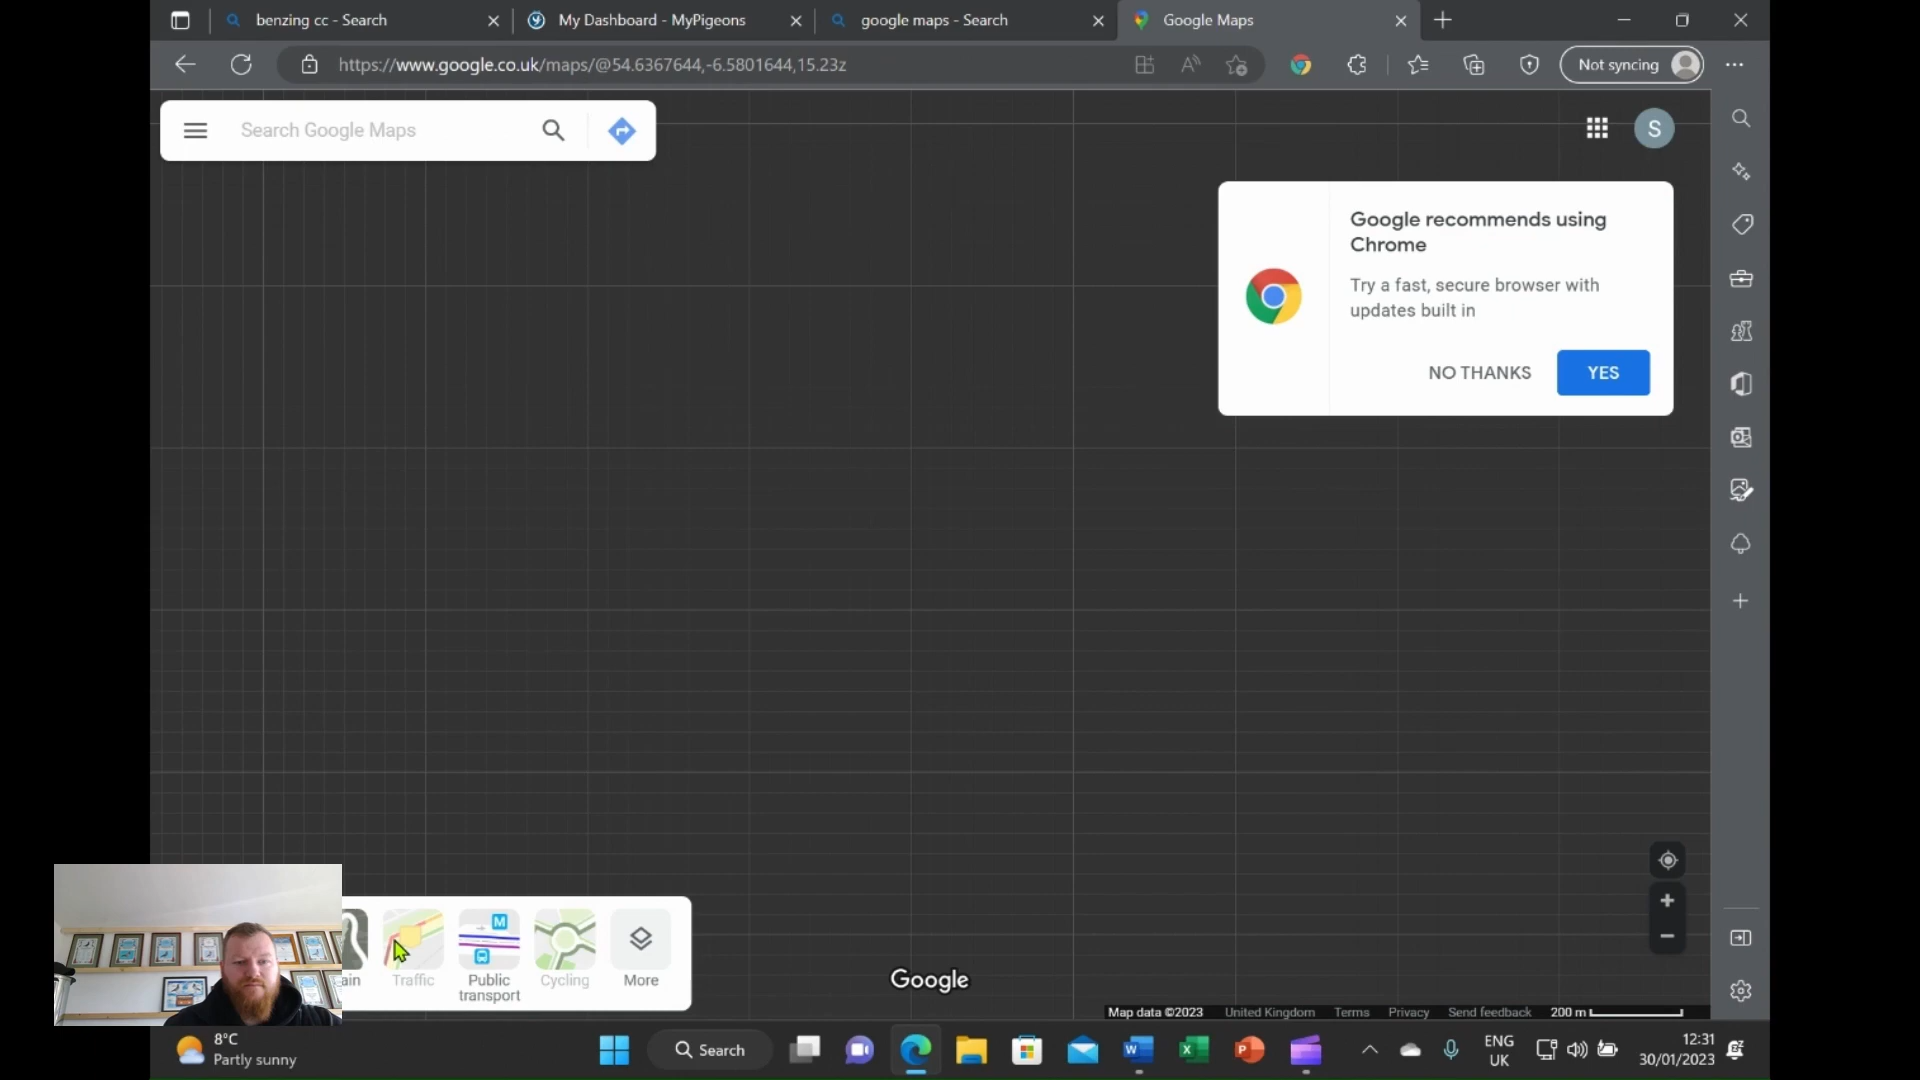 benzing cc - Search
My Dashboard - MyPigeons
google maps - Search
Google Maps
https://www.google.co.uk/maps/@54.6367644,-6.5801644,15.23z
Not syncing
Search Google Maps
S
Google recommends using
Chrome
Try a fast, secure browser with
updates built in
NO THANKS
YES
ain
Traffic
M
Public
transport
Cycling
More
Google
Map data ©2023
United Kingdom
Terms
Privacy
Send feedback
200 m
8°C
Partly sunny
Search
ENG
UK
12:31
30/01/2023